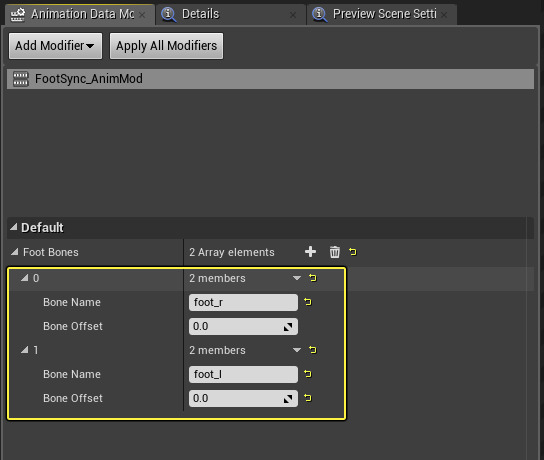 Animation Data Mo
Details
Preview Scene Setti
Add Modifier
Apply All Modifiers
FootSync_AnimMod
Default
Foot Bones 2 Array elements
0 2 members
Bone Name foot_r
Bone Offset 0.0
1 2 members
Bone Name foot_l
Bone Offset 0.0